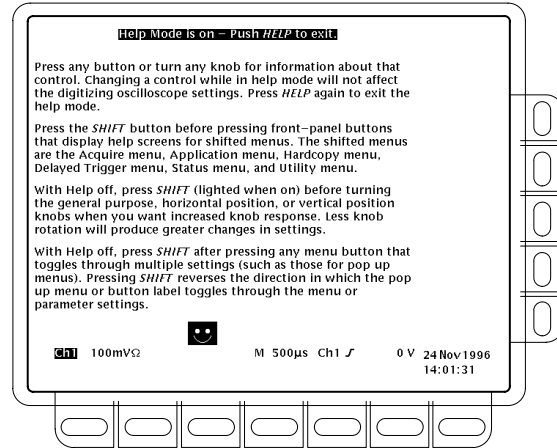 Help Mode is on – Push HELP to exit.
Press any button or turn any knob for information about that
control. Changing a control while in help mode will not affect
the digitizing oscilloscope settings. Press HELP again to exit the
help mode.
Press the SHIFT button before pressing front–panel buttons
that display help screens for shifted menus. The shifted menus
are the Acquire menu, Application menu, Hardcopy menu,
Delayed Trigger menu, Status menu, and Utility menu.
With Help off, press SHIFT (lighted when on) before turning
the general purpose, horizontal position, or vertical position
knobs when you want increased knob response. Less knob
rotation will produce greater changes in settings.
With Help off, press SHIFT after pressing any menu button that
toggles through multiple settings (such as those for pop up
menus). Pressing SHIFT reverses the direction in which the pop
up menu or button label toggles through the menu or
parameter settings.
Ch1 100mVΩ M 500µs Ch1 ƒ 0 V 24 Nov 1996
14:01:31